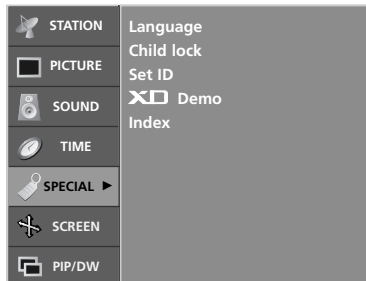 STATION
PICTURE
SOUND
TIME
SPECIAL ►
SCREEN
PIP/DW
Language
Child lock
Set ID
XD Demo
Index